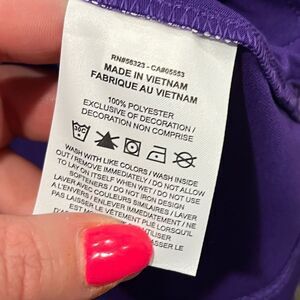 RN#56323 - CA#05553
MADE IN VIETNAM
FABRIQUE AU VIETNAM
100% POLYESTER
EXCLUSIVE OF DECORATION /
DECORATION NON COMPRISE
WASH WITH LIKE COLORS / WASH INSIDE
OUT / REMOVE IMMEDIATELY / DO NOT ALLOW
TO LAY ON ITSELF WHEN WET / DO NOT USE
SOFTENERS / DO NOT IRON DESIGN
LAVER AVEC COULEURS SIMILAIRES / LAVER
À L'ENVERS / ENLEVER IMMEDIATEMENT / NE
PAS LAISSER LE VÊTEMENT PLIE LORSQU'IL